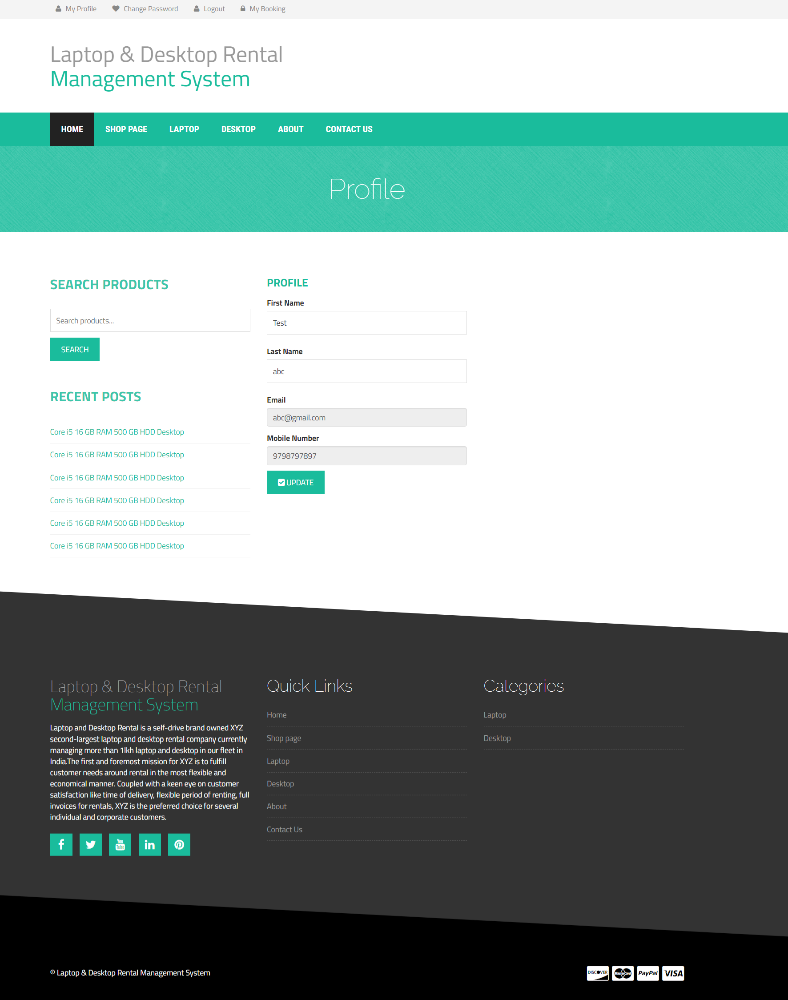 My Profile Change Password Logout My Booking
Laptop & Desktop Rental
Management System
HOME SHOP PAGE LAPTOP DESKTOP ABOUT CONTACT US
Profile
SEARCH PRODUCTS
Search products...
SEARCH
RECENT POSTS
Core i5 16 GB RAM 500 GB HDD Desktop
Core i5 16 GB RAM 500 GB HDD Desktop
Core i5 16 GB RAM 500 GB HDD Desktop
Core i5 16 GB RAM 500 GB HDD Desktop
Core i5 16 GB RAM 500 GB HDD Desktop
Core i5 16 GB RAM 500 GB HDD Desktop
PROFILE
First Name
Test
Last Name
abc
Email
abc@gmail.com
Mobile Number
9798797897
UPDATE
Laptop & Desktop Rental
Management System
Laptop and Desktop Rental is a self-drive brand owned XYZ
second-largest laptop and desktop rental company currently
managing more than 1lkh laptop and desktop in our fleet in
India.The first and foremost mission for XYZ is to fulfill
customer needs around rental in the most flexible and
economical manner. Coupled with a keen eye on customer
satisfaction like time of delivery, flexible period of renting, full
invoices for rentals, XYZ is the preferred choice for several
individual and corporate customers.
You
Tube
Quick Links
Home
Shop page
Laptop
Desktop
About
Contact Us
Categories
Laptop
Desktop
© Laptop & Desktop Rental Management System
DISCOVER MasterCard PayPal VISA